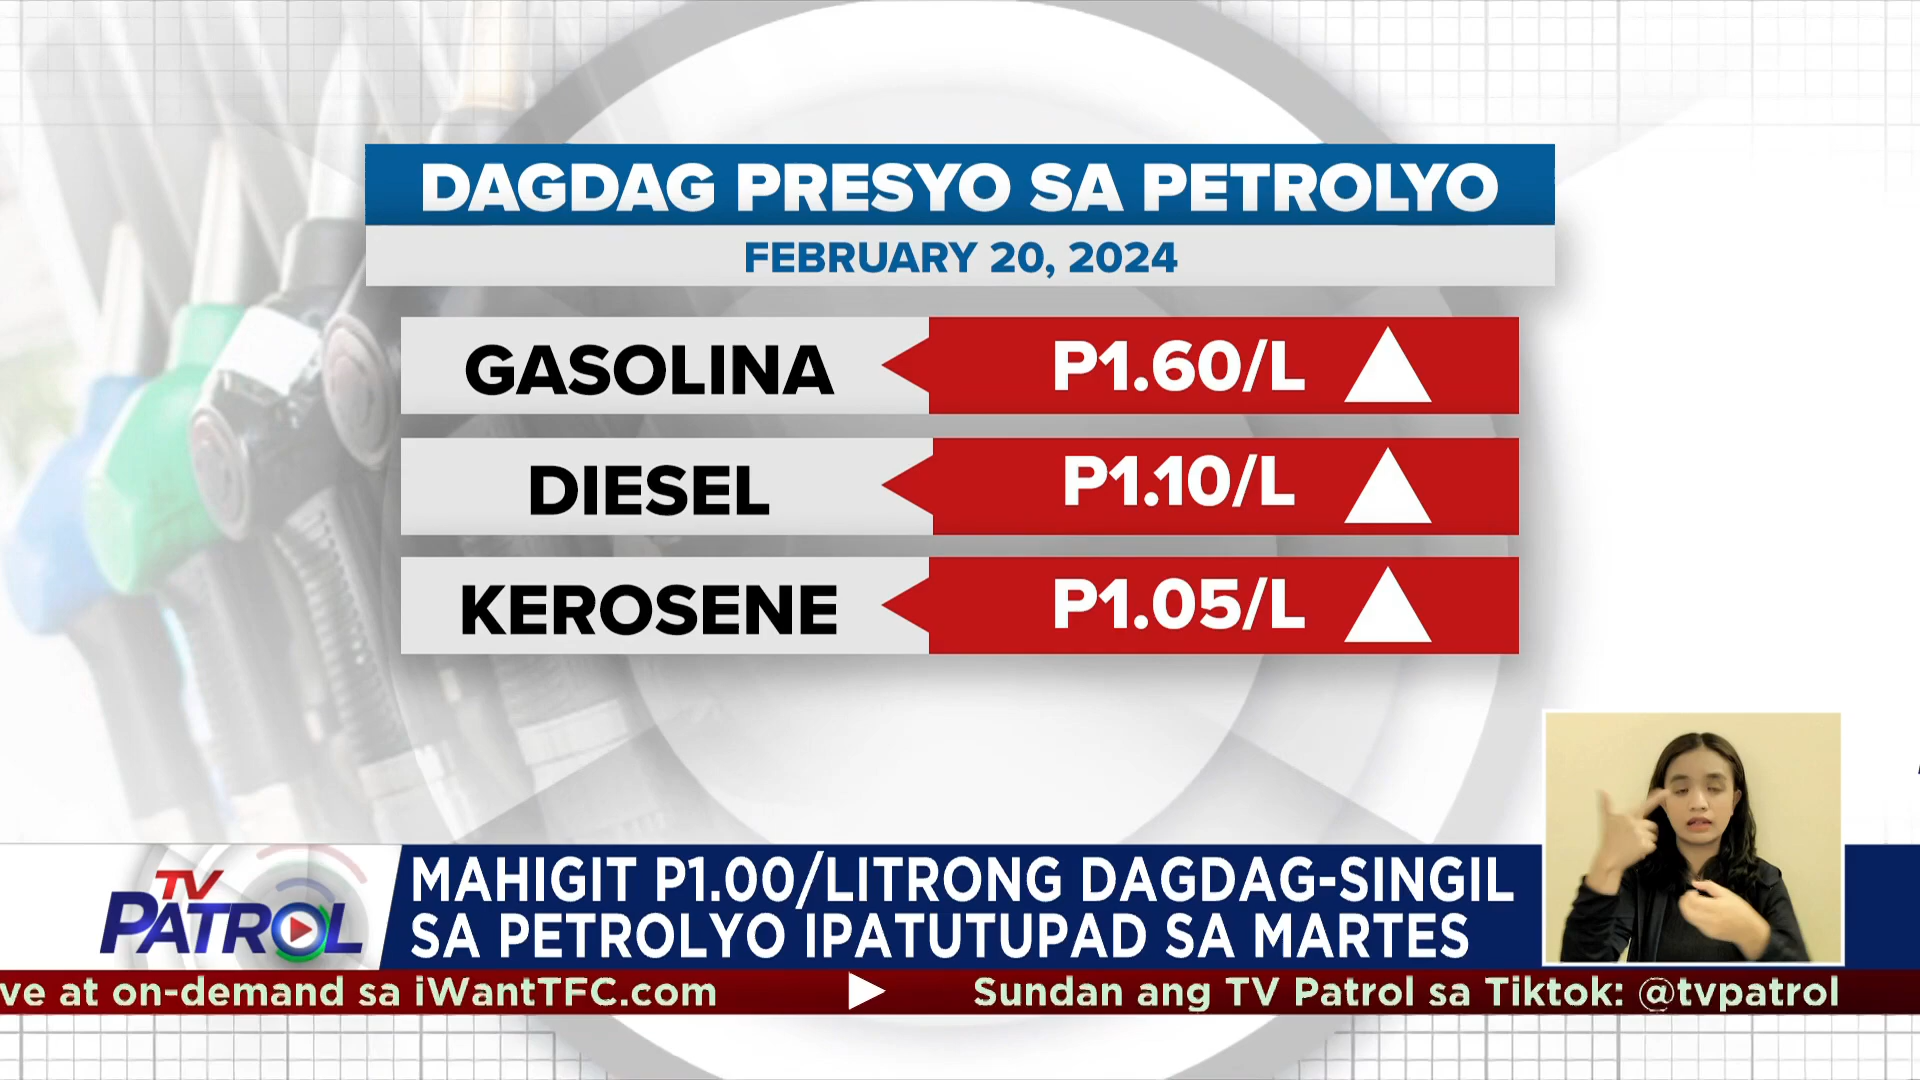 DAGDAG PRESYO SA PETROLYO
FEBRUARY 20, 2024
GASOLINA P1.60/L
DIESEL P1.10/L
KEROSENE P1.05/L
TV PATROL
MAHIGIT P1.00/LITRONG DAGDAG-SINGIL
SA PETROLYO IPATUTUPAD SA MARTES
ve at on-demand sa iWantTFC.com Sundan ang TV Patrol sa Tiktok: @tvpatrol